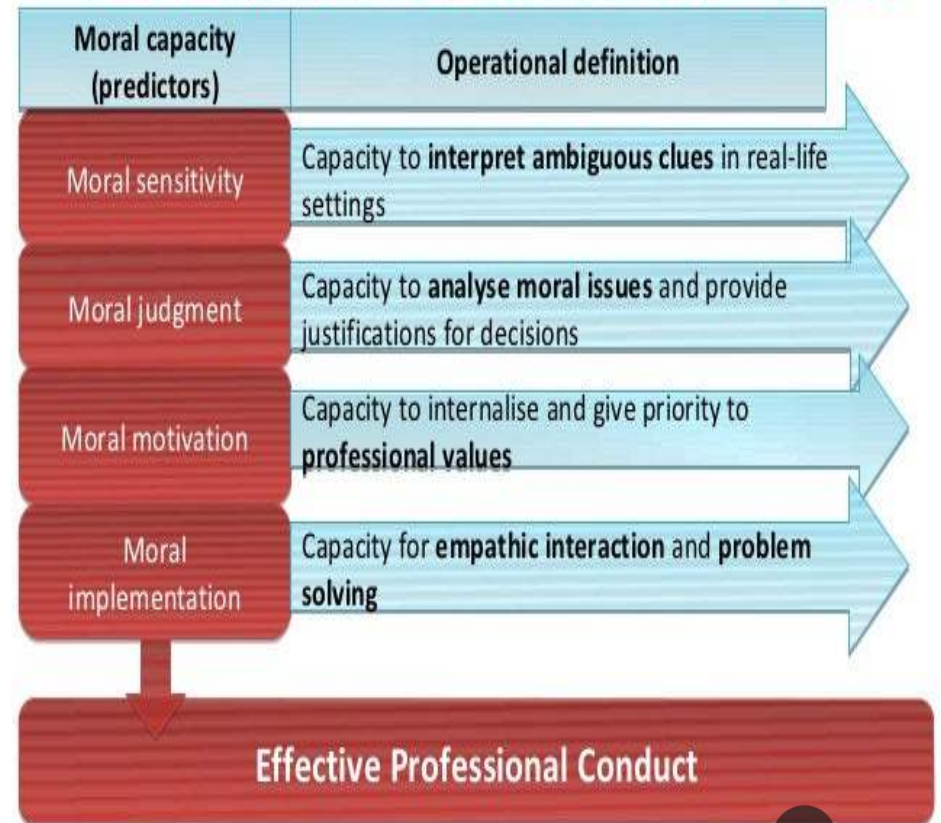 Moral capacity
(predictors)
Operational definition
Moral sensitivity
Capacity to interpret ambiguous clues in real-life
settings
Moral judgment
Capacity to analyse moral issues and provide
justifications for decisions
Moral motivation
Capacity to internalise and give priority to
professional values
Moral
implementation
Capacity for empathic interaction and problem
solving
Effective Professional Conduct